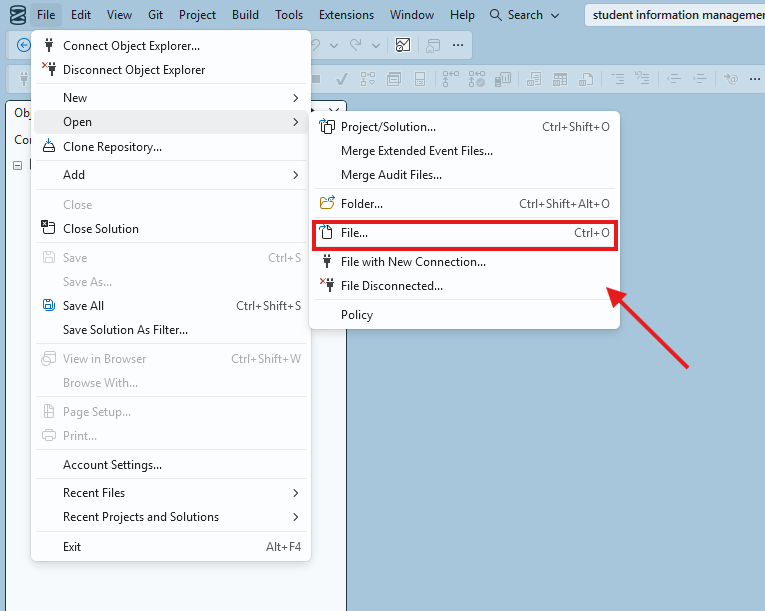 File Edit View Git Project Build Tools Extensions Window Help Search student information managemen
Connect Object Explorer...
Disconnect Object Explorer
New
Open
Clone Repository...
Add
Close
Close Solution
Save Ctrl+S
Save As...
Save All Ctrl+Shift+S
Save Solution As Filter...
View in Browser Ctrl+Shift+W
Browse With...
Page Setup...
Print...
Account Settings...
Recent Files
Recent Projects and Solutions
Exit Alt+F4
Project/Solution... Ctrl+Shift+O
Merge Extended Event Files...
Merge Audit Files...
Folder... Ctrl+Shift+Alt+O
File... Ctrl+O
File with New Connection...
File Disconnected...
Policy